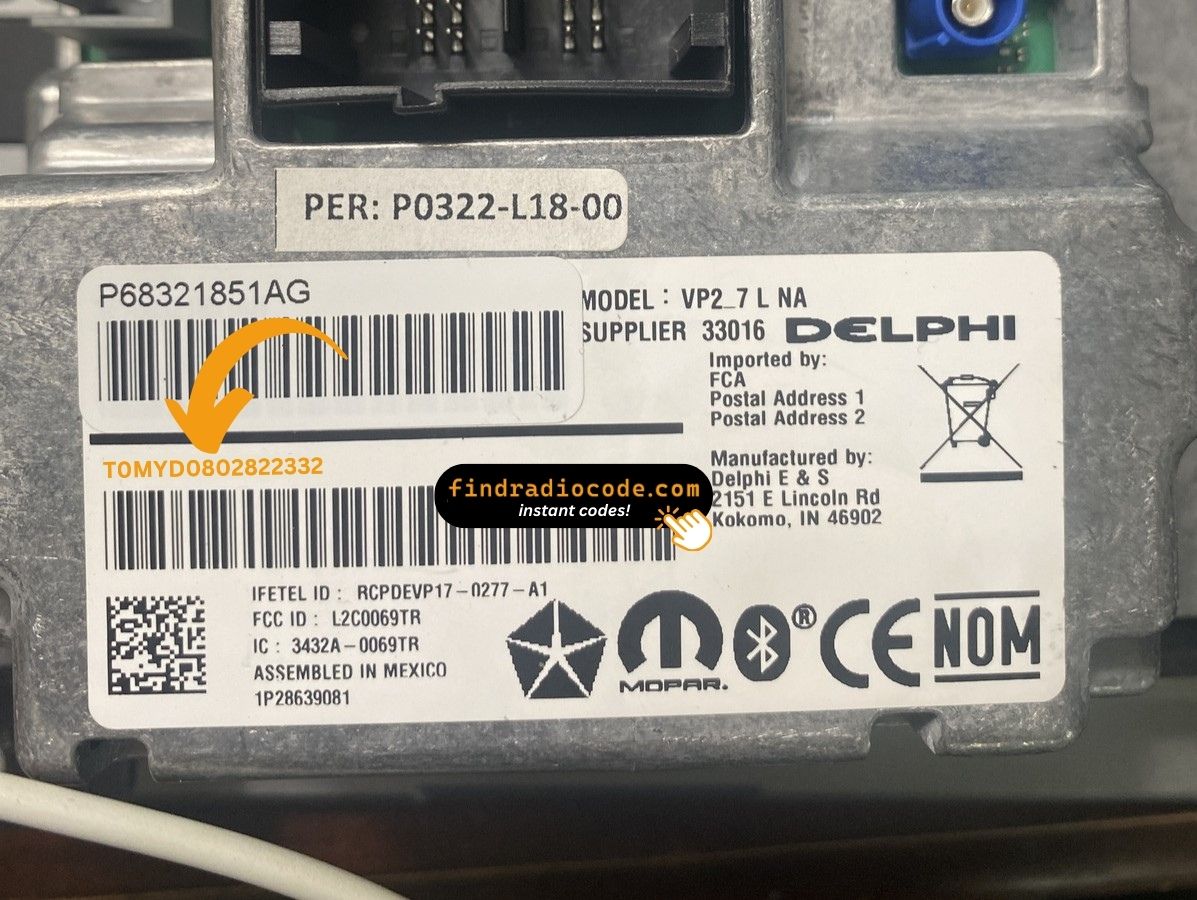 PER: P0322-L18-00
P68321851AG
MODEL : VP2_7 L NA
SUPPLIER 33016 DELPHI
Imported by:
FCA
Postal Address 1
Postal Address 2
T0MYD0802822332
findradiocode.com
instant codes!
Manufactured by:
Delphi E & S
2151 E Lincoln Rd
Kokomo, IN 46902
IFETEL ID : RCPDEVP17-0277-A1
FCC ID : L2C0069TR
IC : 3432A-0069TR
ASSEMBLED IN MEXICO
1P28639081
MOPAR.
®
CE
NOM